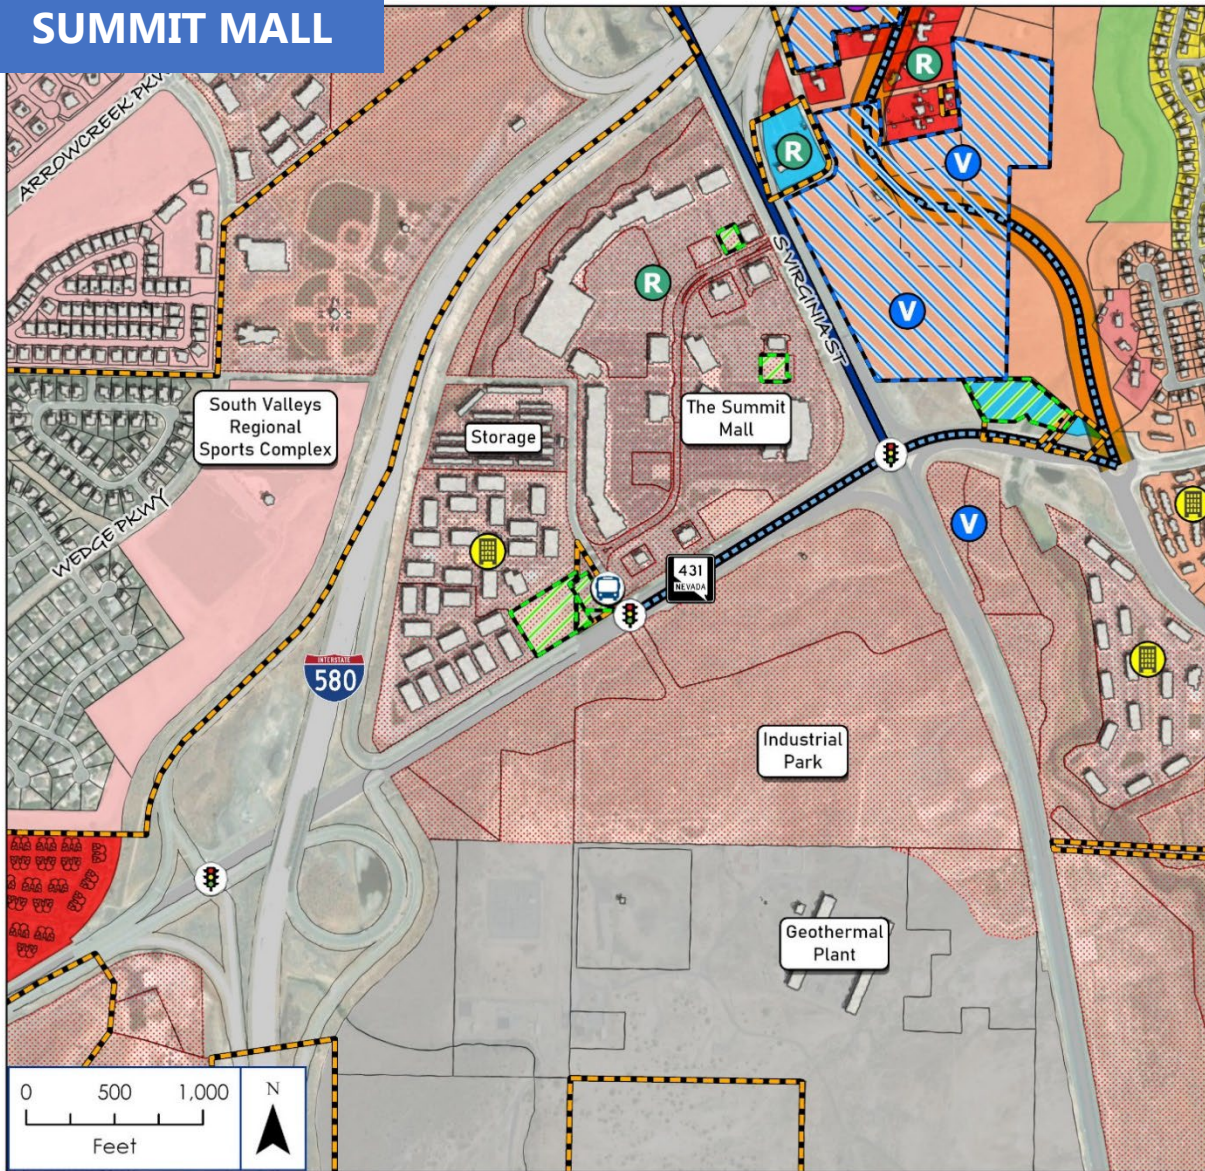 SUMMIT MALL
ARROWCREEK PKWY
R
R
V
S VIRGINIA ST
R
V
South Valleys
Regional
Sports Complex
Storage
The Summit
Mall
WEDGE PKWY
V
431
NEVADA
INTERSTATE
580
Industrial
Park
Geothermal
Plant
0 500 1,000
Feet
N